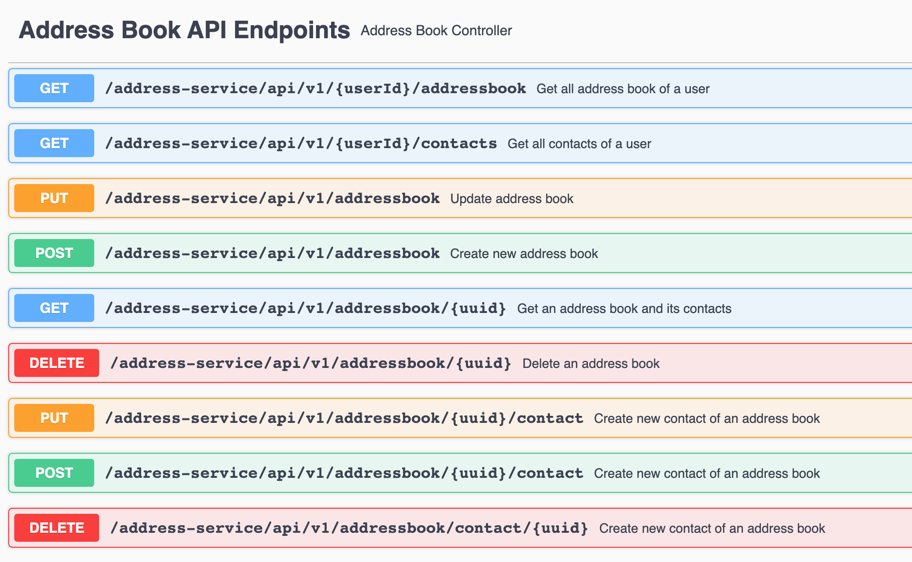 Address Book API Endpoints Address Book Controller
GET /address-service/api/v1/{userId}/addressbook Get all address book of a user
GET /address-service/api/v1/{userId}/contacts Get all contacts of a user
PUT /address-service/api/v1/addressbook Update address book
POST /address-service/api/v1/addressbook Create new address book
GET /address-service/api/v1/addressbook/{uuid} Get an address book and its contacts
DELETE /address-service/api/v1/addressbook/{uuid} Delete an address book
PUT /address-service/api/v1/addressbook/{uuid}/contact Create new contact of an address book
POST /address-service/api/v1/addressbook/{uuid}/contact Create new contact of an address book
DELETE /address-service/api/v1/addressbook/contact/{uuid} Create new contact of an address book